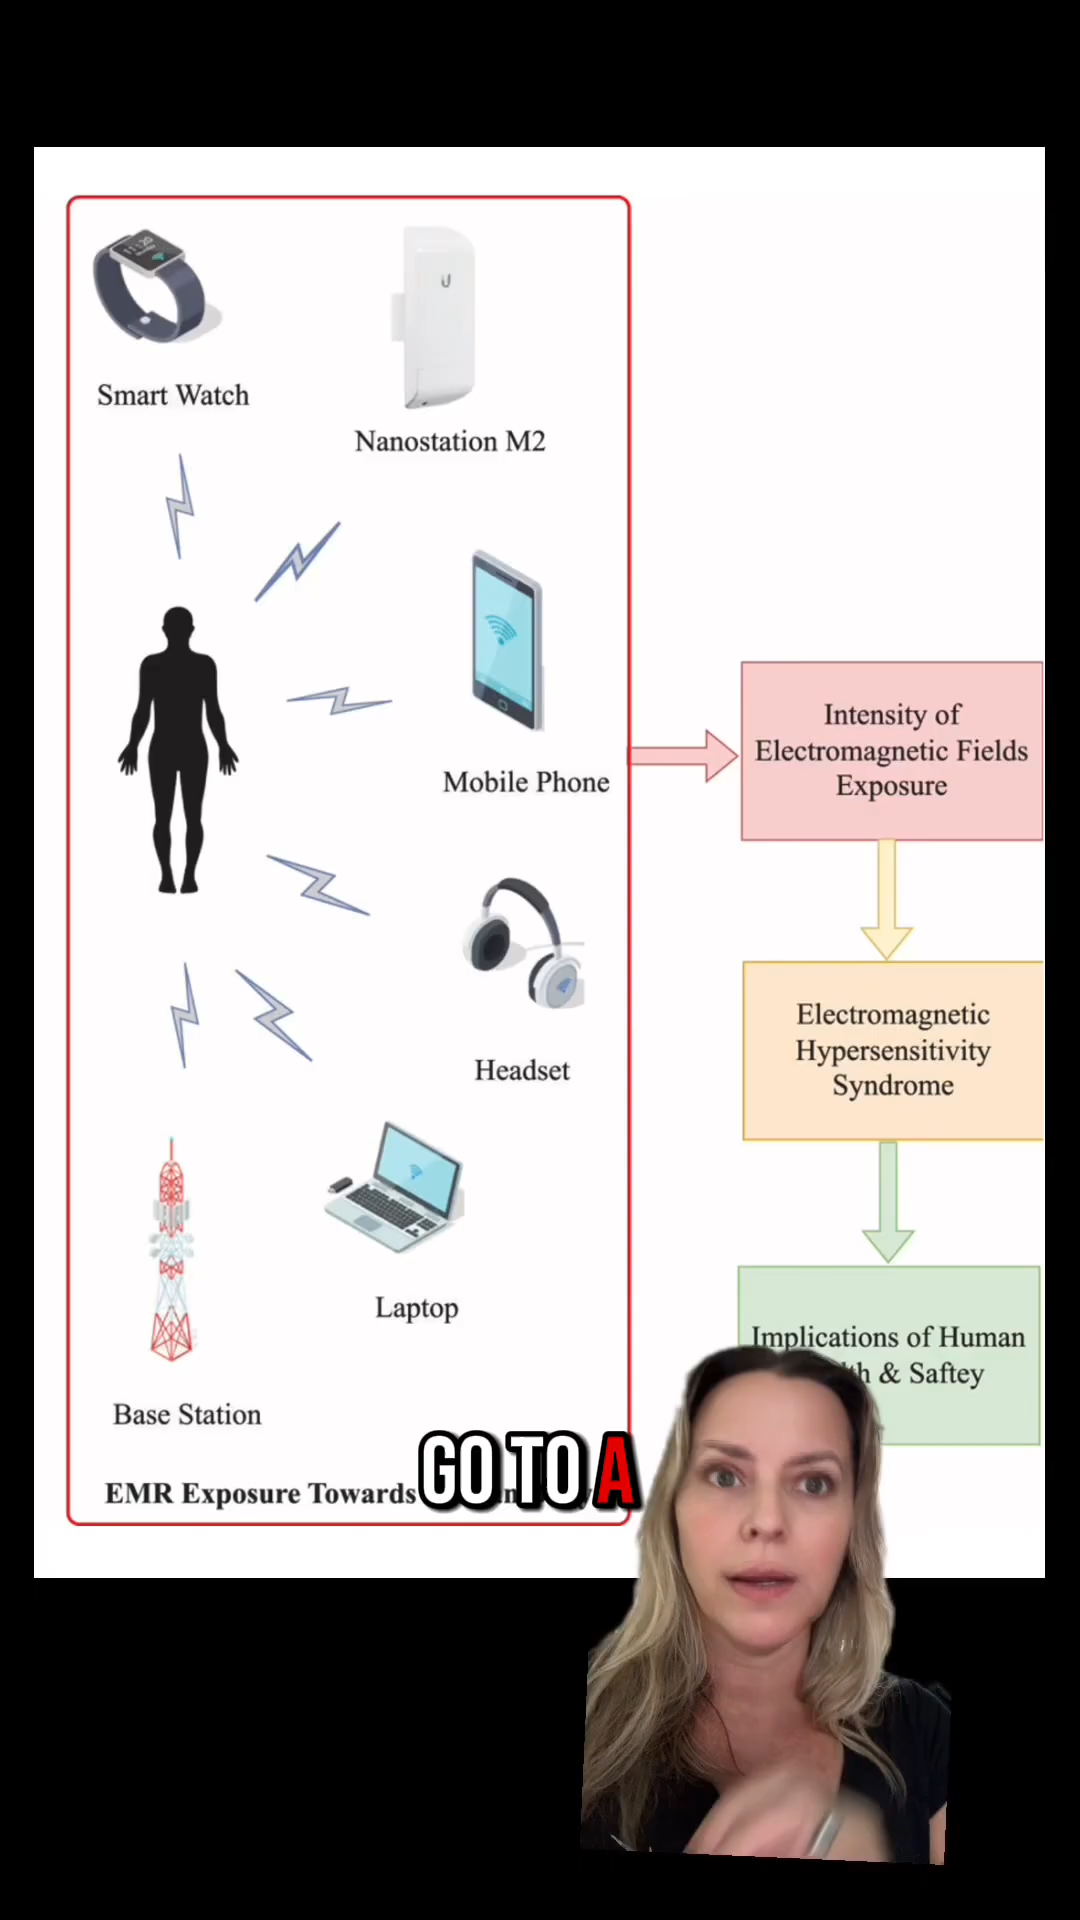 Smart Watch
Nanostation M2
Mobile Phone
Intensity of
Electromagnetic Fields
Exposure
Electromagnetic
Hypersensitivity
Syndrome
Headset
Laptop
Implications of Human
& Saftey
Base Station
EMR Exposure Towards
GO TO A